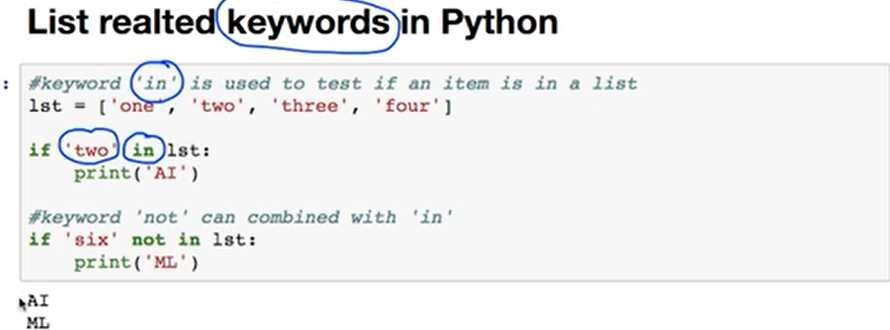 List realted keywords in Python
:
#keyword 'in' is used to test if an item is in a list
lst = ['one', 'two', 'three', 'four']
if 'two' in lst:
    print('AI')
#keyword 'not' can combined with 'in'
if 'six' not in lst:
    print('ML')
AI
ML